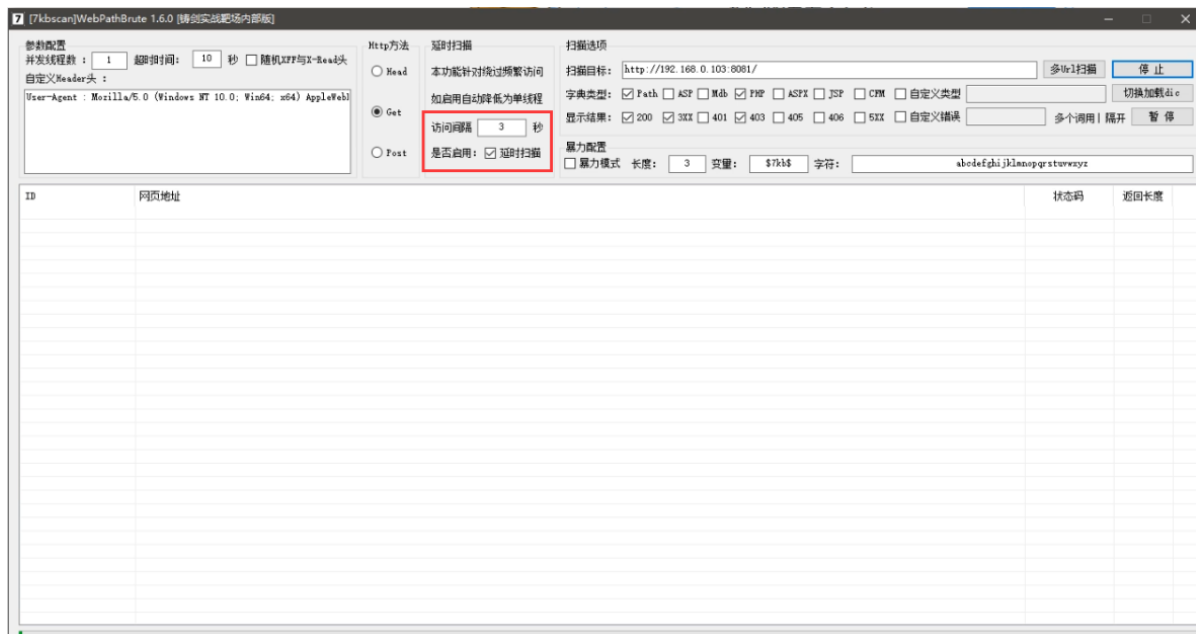 [7kbscan]WebPathBrute 1.6.0 [铸剑实战靶场内部版]
参数配置
并发线程数 : 1 超时时间: 10 秒 随机XFF与X-Read头
自定义Header头 :
User-Agent : Mozilla/5.0 (Windows NT 10.0; Win64; x64) AppleWebl
Http方法
Head
Get
Post
延时扫描
本功能针对绕过频繁访问
如启用自动降低为单线程
访问间隔 3 秒
是否启用: 延时扫描
扫描选项
扫描目标: http://192.168.0.103:8081/ 多Url扫描 停 止
字典类型: Path ASP Mdb PHP ASPX JSP CFM 自定义类型 切换加载dic
显示结果: 200 3XX 401 403 405 406 5XX 自定义错误 多个词用|隔开 暂 停
暴力配置
暴力模式 长度: 3 变量: $7kb$ 字符: abcdefghijklmnopqrstuvwxyz
ID 网页地址 状态码 返回长度